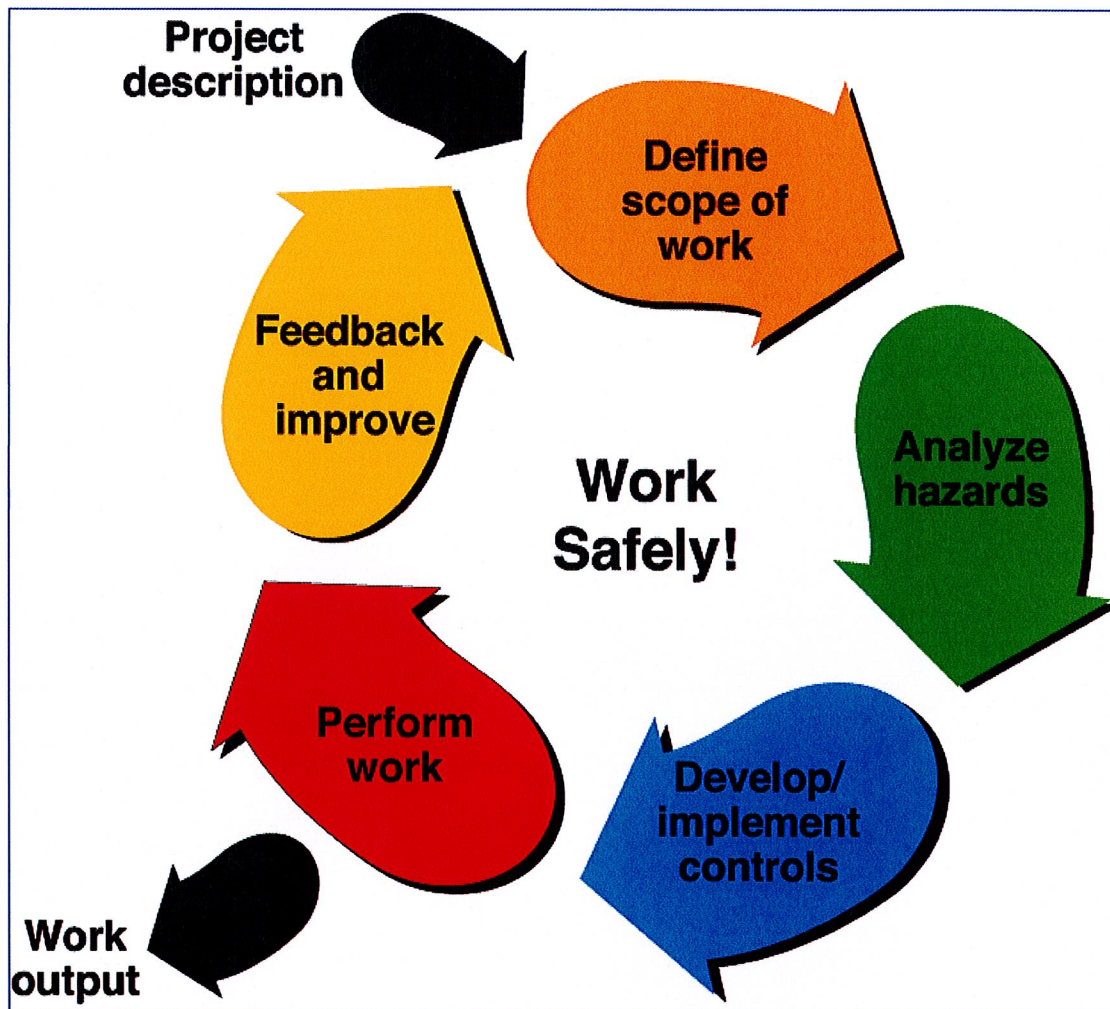 Project
description
Define
scope of
work
Analyze
hazards
Develop/
implement
controls
Perform
work
Work
output
Feedback
and
improve
Work
Safely!